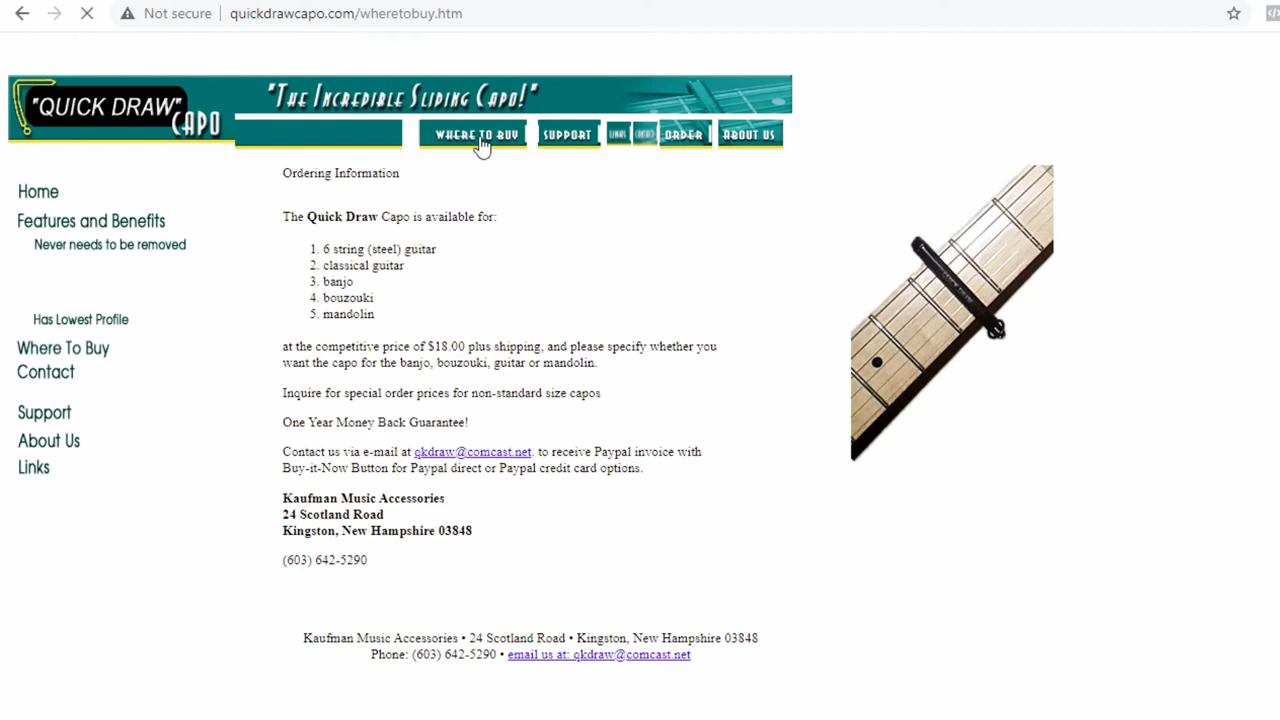 Not secure
quickdrawcapo.com/wheretobuy.htm
"QUICK DRAW"
CAPO
"The Incredible Sliding Capo!"
WHERE TO BUY
SUPPORT
LINKS
CONTACT
ORDER
ABOUT US
Home
Features and Benefits
Never needs to be removed
Has Lowest Profile
Where To Buy
Contact
Support
About Us
Links
Ordering Information
The Quick Draw Capo is available for:
1. 6 string (steel) guitar
2. classical guitar
3. banjo
4. bouzouki
5. mandolin
at the competitive price of $18.00 plus shipping, and please specify whether you
want the capo for the banjo, bouzouki, guitar or mandolin.
Inquire for special order prices for non-standard size capos
One Year Money Back Guarantee!
Contact us via e-mail at qkdraw@comcast.net. to receive Paypal invoice with
Buy-it-Now Button for Paypal direct or Paypal credit card options.
Kaufman Music Accessories
24 Scotland Road
Kingston, New Hampshire 03848
(603) 642-5290
Kaufman Music Accessories • 24 Scotland Road • Kingston, New Hampshire 03848
Phone: (603) 642-5290 • email us at: qkdraw@comcast.net